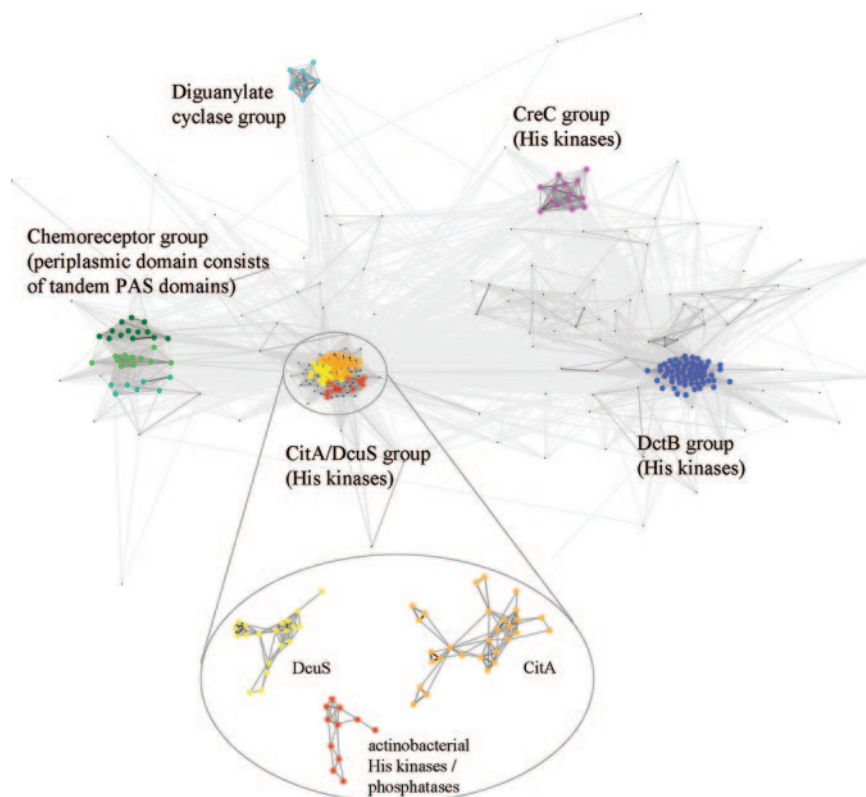 Diguanylate
cyclase group
CreC group
(His kinases)
Chemoreceptor group
(periplasmic domain consists
of tandem PAS domains)
CitA/DcuS group
(His kinases)
DctB group
(His kinases)
DcuS
CitA
actinobacterial
His kinases /
phosphatases